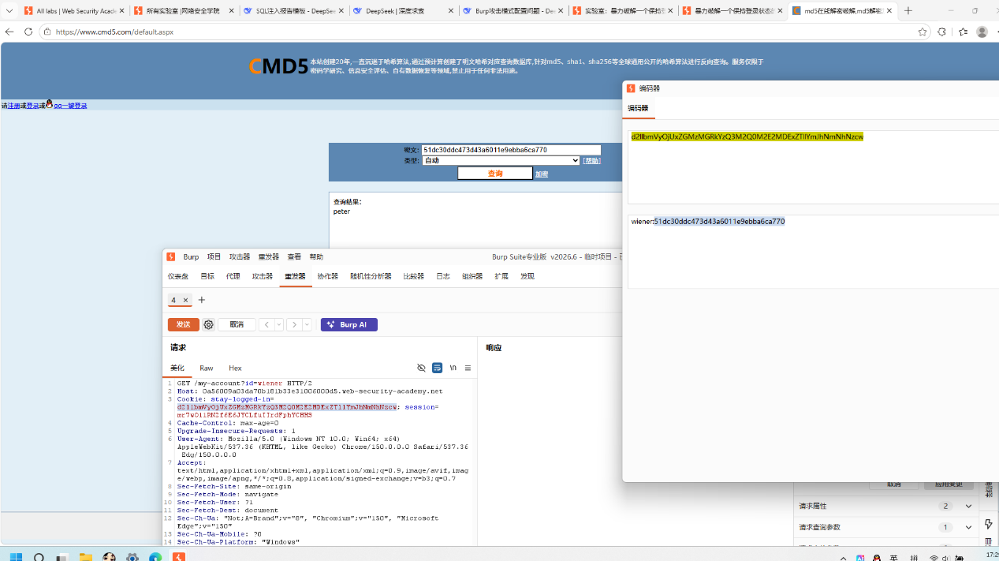 All labs | Web Security Acade
所有实验室 |网络安全学院
SQL注入报告模板 - DeepSee
DeepSeek | 深度求索
Burp攻击模式配置问题 - Dee
实验室：暴力破解一个保持登
暴力破解一个保持登录状态的
md5在线解密破解,md5解密
https://www.cmd5.com/default.aspx
CMD5
本站创建20年,一直沉迷于哈希算法,通过预计算创建了明文哈希对应查询数据库,针对md5、sha1、sha256等全球通用公开的哈希算法进行反向查询。服务仅限于
密码学研究、信息安全评估、自有数据恢复等领域,禁止用于任何非法用途。
请注册或登录或qq一键登录
密文: 51dc30ddc473d43a6011e9ebba6ca770
类型: 自动 [帮助]
查询 加密
查询结果:
peter
编码器
编码器
d2llbmVyOjUxZGMzMGRkYzQ3M2Q0M2E2MDExZTllYmJhNmNhNzcw
wiener:51dc30ddc473d43a6011e9ebba6ca770
Burp 项目 攻击器 重发器 查看 帮助
Burp Suite专业版 v2026.6 - 临时项目 -
仪表盘 目标 代理 攻击器 重发器 协作器 随机性分析器 比较器 日志 组织器 扩展 发现
4
发送 取消 Burp AI
请求
响应
美化 Raw Hex \n
1 GET /my-account?id=wiener HTTP/2
2 Host: 0a56009a03da70b181b33e31006000d5.web-security-academy.net
3 Cookie: stay-logged-in=
d2llbmVyOjUxZGMzMGRkYzQ3M2Q0M2E2MDExZTllYmJhNmNhNzcw; session=
4 Cache-Control: max-age=0
5 Upgrade-Insecure-Requests: 1
6 User-Agent: Mozilla/5.0 (Windows NT 10.0; Win64; x64)
AppleWebKit/537.36 (KHTML, like Gecko) Chrome/150.0.0.0 Safari/537.36
Edg/150.0.0.0
7 Accept:
text/html,application/xhtml+xml,application/xml;q=0.9,image/avif,imag
e/webp,image/apng,*/*;q=0.8,application/signed-exchange;v=b3;q=0.7
8 Sec-Fetch-Site: same-origin
9 Sec-Fetch-Mode: navigate
10 Sec-Fetch-User: ?1
11 Sec-Fetch-Dest: document
12 Sec-Ch-Ua: "Not;A=Brand";v="8", "Chromium";v="150", "Microsoft
Edge";v="150"
13 Sec-Ch-Ua-Mobile: ?0
14 Sec-Ch-Ua-Platform: "Windows"
取消 应用变更
请求属性 2
请求查询参数 1
英 拼